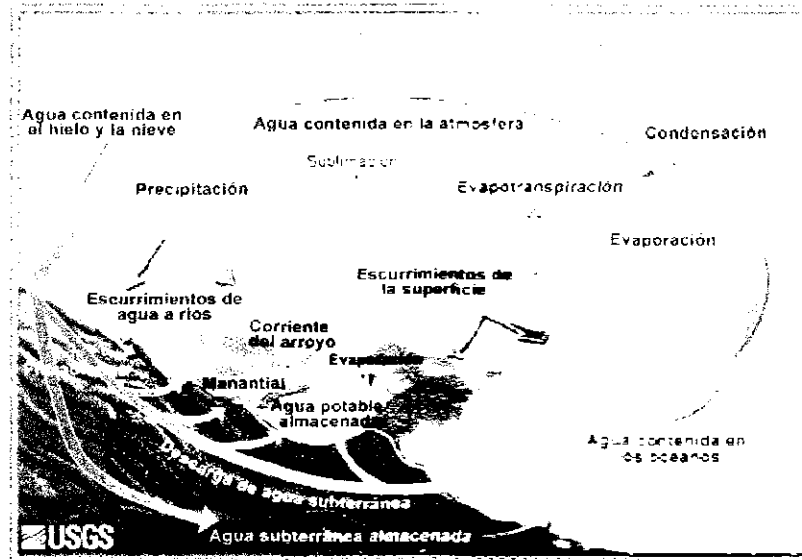 Agua contenida en
el hielo y la nieve
Agua contenida en la atmosfera
Condensación
Sublimación
Precipitación
Evapotranspiración
Evaporación
Escurrimientos de
la superficie
Escurrimientos de
agua a ríos
Corriente
del arroyo
Evaporación
Manantial
Agua potable
almacenada
Agua contenida en
los océanos
Descarga de agua subterránea
USGS
Agua subterránea almacenada